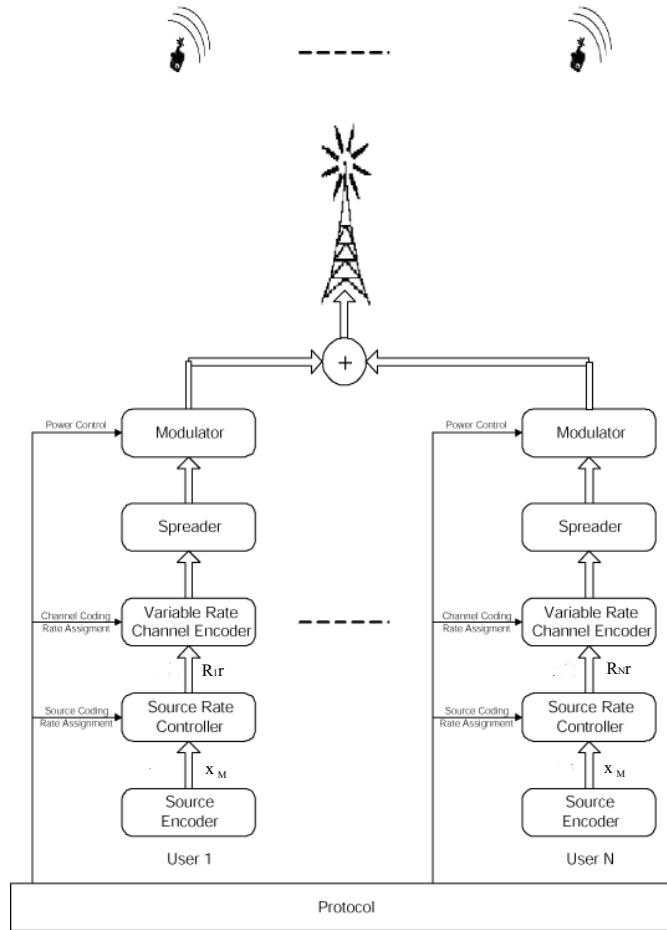 +
Power Control
Modulator
Power Control
Modulator
Spreader
Spreader
Channel Coding
Rate Assigment
Variable Rate
Channel Encoder
Channel Coding
Rate Assignment
Variable Rate
Channel Encoder
R1r
RNr
Source Coding
Rate Assignment
Source Rate
Controller
Source Coding
Rate Assignment
Source Rate
Controller
x M
x M
Source
Encoder
Source
Encoder
User 1
User N
Protocol